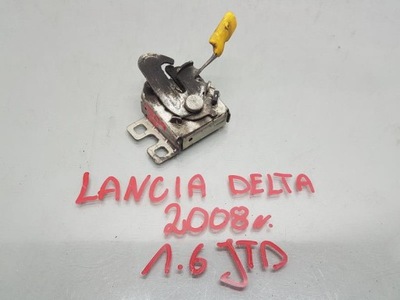 LANCIA DELTA
2008r.
1.6 JTD